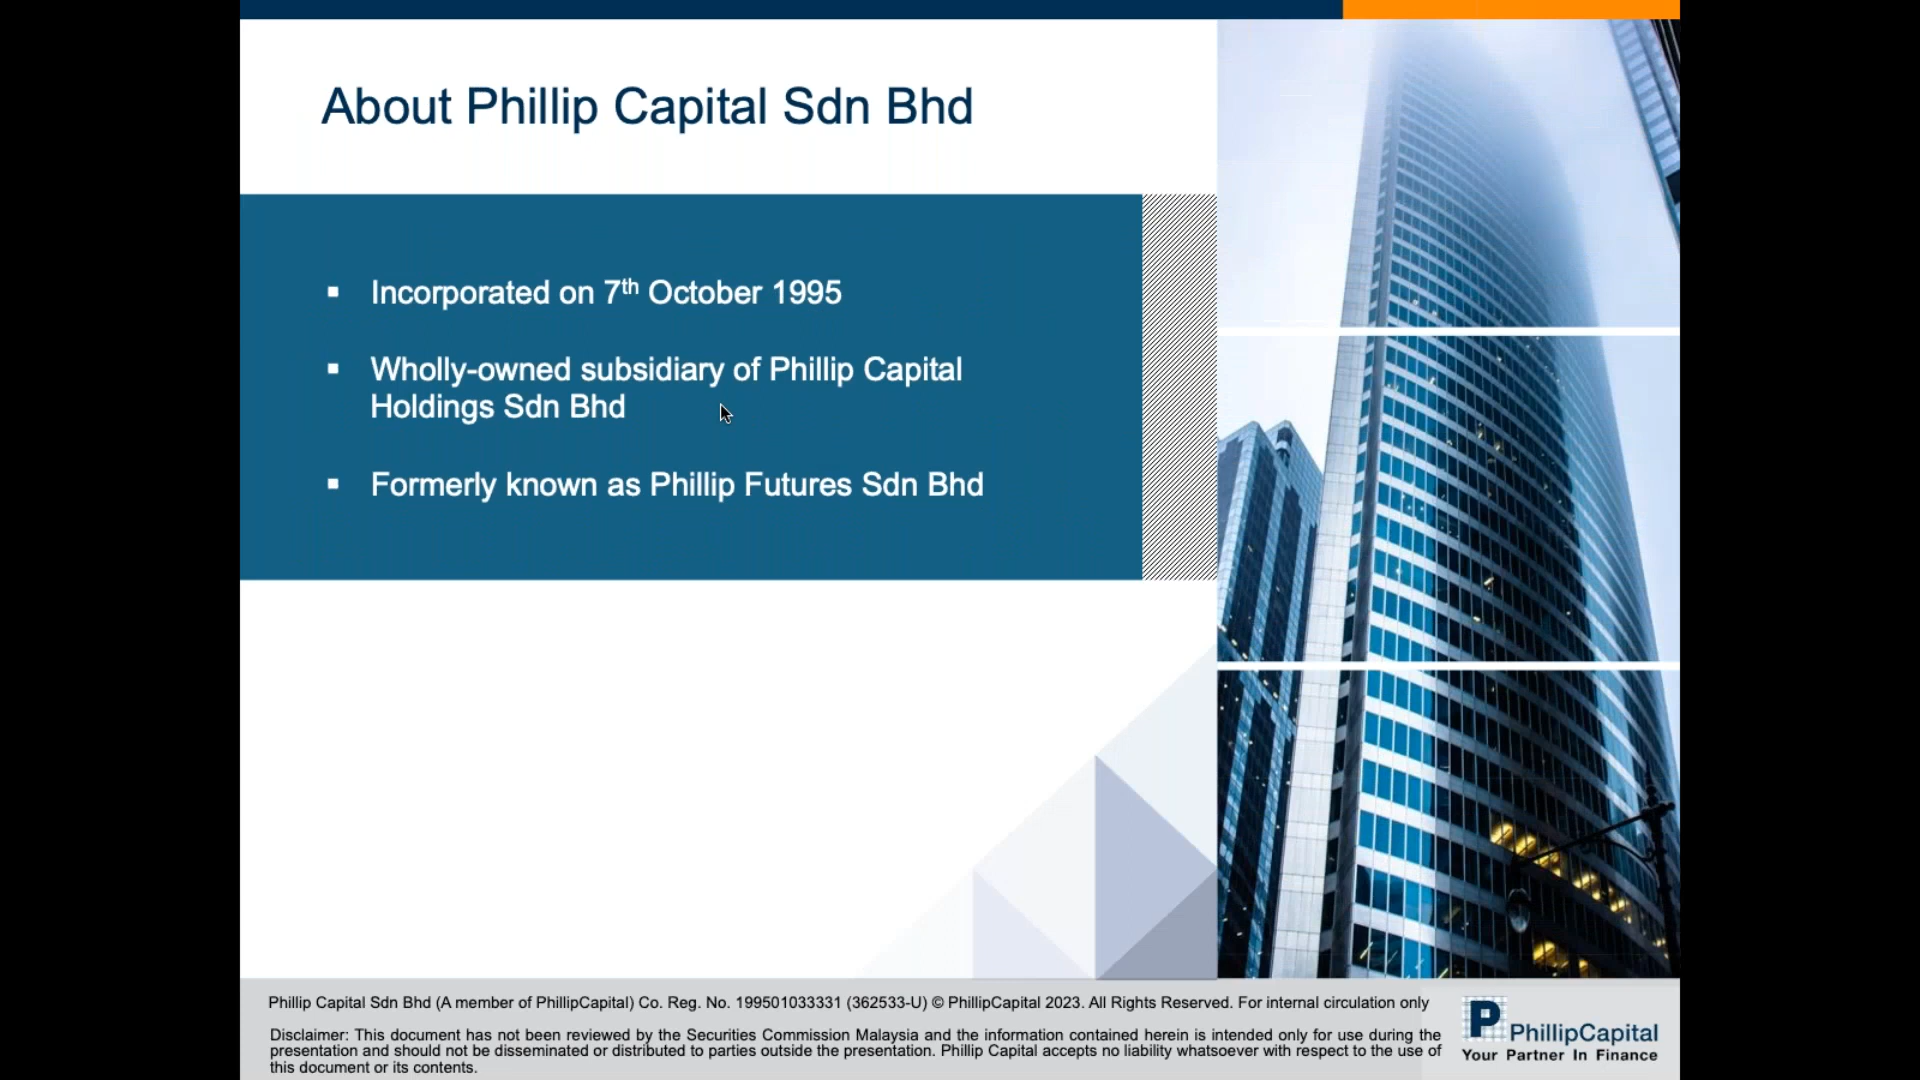 About Phillip Capital Sdn Bhd
▪ Incorporated on 7th October 1995
▪ Wholly-owned subsidiary of Phillip Capital
Holdings Sdn Bhd
▪ Formerly known as Phillip Futures Sdn Bhd
Phillip Capital Sdn Bhd (A member of PhillipCapital) Co. Reg. No. 199501033331 (362533-U) © PhillipCapital 2023. All Rights Reserved. For internal circulation only
Disclaimer: This document has not been reviewed by the Securities Commission Malaysia and the information contained herein is intended only for use during the
presentation and should not be disseminated or distributed to parties outside the presentation. Phillip Capital accepts no liability whatsoever with respect to the use of
this document or its contents.
P PhillipCapital
Your Partner In Finance